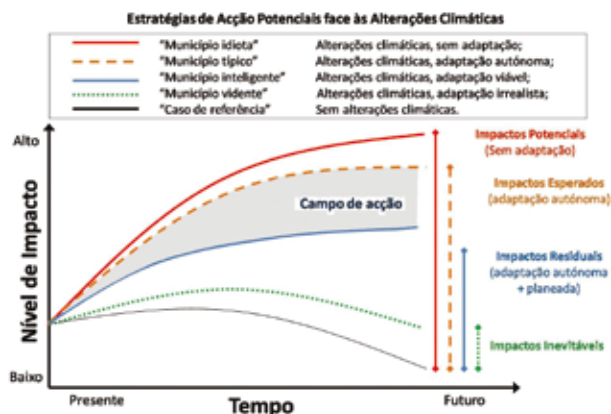 Estratégias de Acção Potenciais face às Alterações Climáticas
"Município idiota" Alterações climáticas, sem adaptação;
"Município típico" Alterações climáticas, adaptação autónoma;
"Município inteligente" Alterações climáticas, adaptação viável;
"Município vidente" Alterações climáticas, adaptação irrealista;
"Caso de referência" Sem alterações climáticas.
Alto
Impactos Potenciais
(Sem adaptação)
Impactos Esperados
(adaptação autónoma)
Campo de acção
Nível de Impacto
Impactos Residuais
(adaptação autónoma
+ planeada)
Impactos Inevitáveis
Baixo
Presente Tempo Futuro